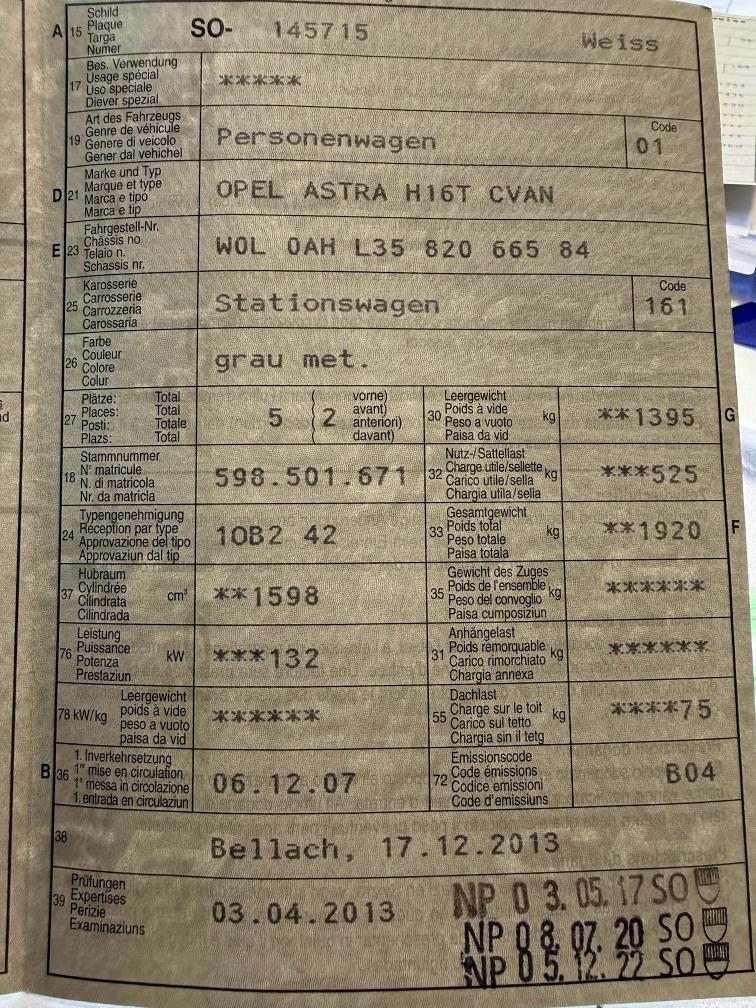 A 15 Schild
Plaque
Targa
Numer
SO- 145715 Weiss
17 Bes. Verwendung
Usage spécial
Uso speciale
Diever spezial
*****
19 Art des Fahrzeugs
Genre de véhicule
Genere di veicolo
Gener dal vehichel
Personenwagen
Code
01
D 21 Marke und Typ
Marque et type
Marca e tipo
Marca e tip
OPEL ASTRA H16T CVAN
E 23 Fahrgestell-Nr.
Châssis no
Telaio n.
Schassis nr.
W0L 0AH L35 820 665 84
25 Karosserie
Carrosserie
Carrozzeria
Carossaria
Stationswagen
Code
161
26 Farbe
Couleur
Colore
Colur
grau met.
27 Plätze: Total
Places: Total
Posti: Totale
Plazs: Total
5 ( 2 vorne)
avant)
anteriori)
davant)
30 Leergewicht
Poids à vide kg
Peso a vuoto
Paisa da vid
**1395 G
18 Stammnummer
N° matricule
N. di matricola
Nr. da matricla
598.501.671
32 Nutz-/Sattellast
Charge utile/sellette kg
Carico utile/sella
Chargia utila/sella
***525
24 Typengenehmigung
Réception par type
Approvazione del tipo
Approvaziun dal tip
10B2 42
33 Gesamtgewicht
Poids total kg
Peso totale
Paisa totala
**1920 F
37 Hubraum
Cylindrée cm³
Cilindrata
Cilindrada
**1598
35 Gewicht des Zuges
Poids de l'ensemble kg
Peso del convoglio
Paisa cumposiziun
******
76 Leistung
Puissance kW
Potenza
Prestaziun
***132
31 Anhängelast
Poids remorquable kg
Carico rimorchiato
Chargia annexa
******
78 kW/kg Leergewicht
poids à vide
peso a vuoto
paisa da vid
******
55 Dachlast
Charge sur le toit kg
Carico sul tetto
Chargia sin il tetg
****75
B 36 1. Inverkehrsetzung
1re mise en circulation
1a messa in circolazione
1. entrada en circulaziun
06.12.07
72 Emissionscode
Code émissions
Codice emissioni
Code d'emissiuns
B04
38
Bellach, 17.12.2013
39 Prüfungen
Expertises
Perizie
Examinaziuns
03.04.2013
NP 0 3. 05. 17 SO
NP 0 8. 07. 20 SO
NP 0 5. 12. 22 SO